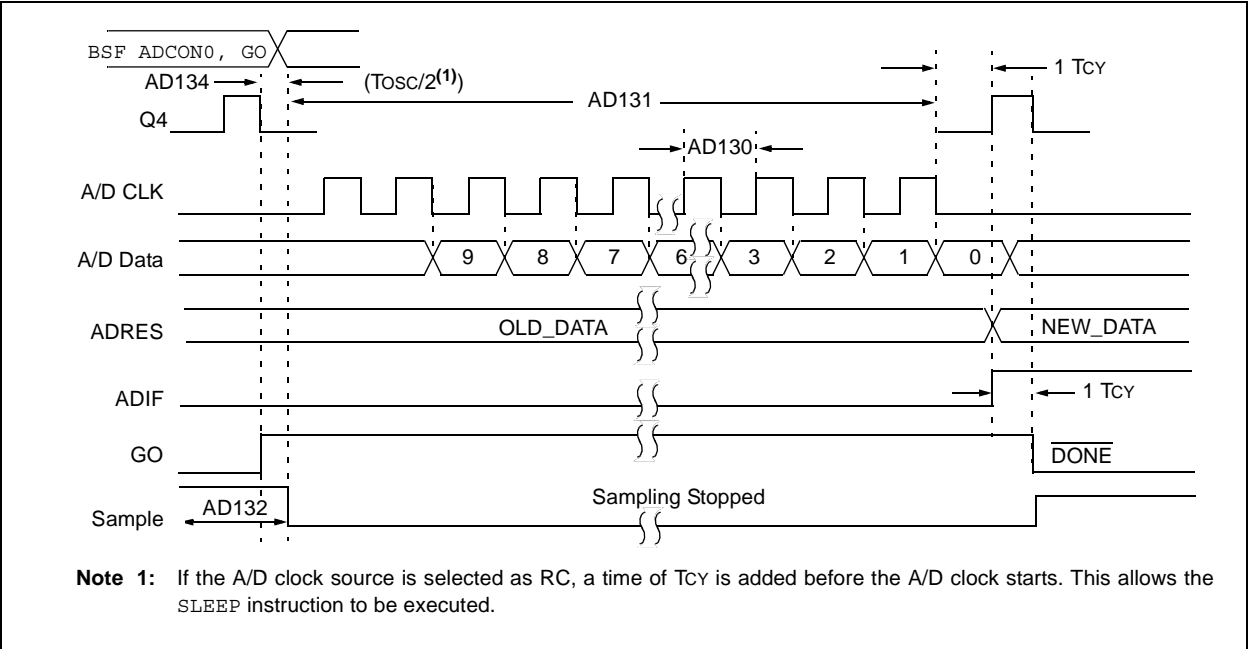 BSF ADCON0, GO
AD134 (TOSC/2(1)) 1 TCY
AD131
Q4
AD130
A/D CLK
A/D Data 9 8 7 6 3 2 1 0
ADRES OLD_DATA NEW_DATA
ADIF 1 TCY
GO DONE
Sampling Stopped
Sample AD132
Note 1: If the A/D clock source is selected as RC, a time of TCY is added before the A/D clock starts. This allows the
SLEEP instruction to be executed.